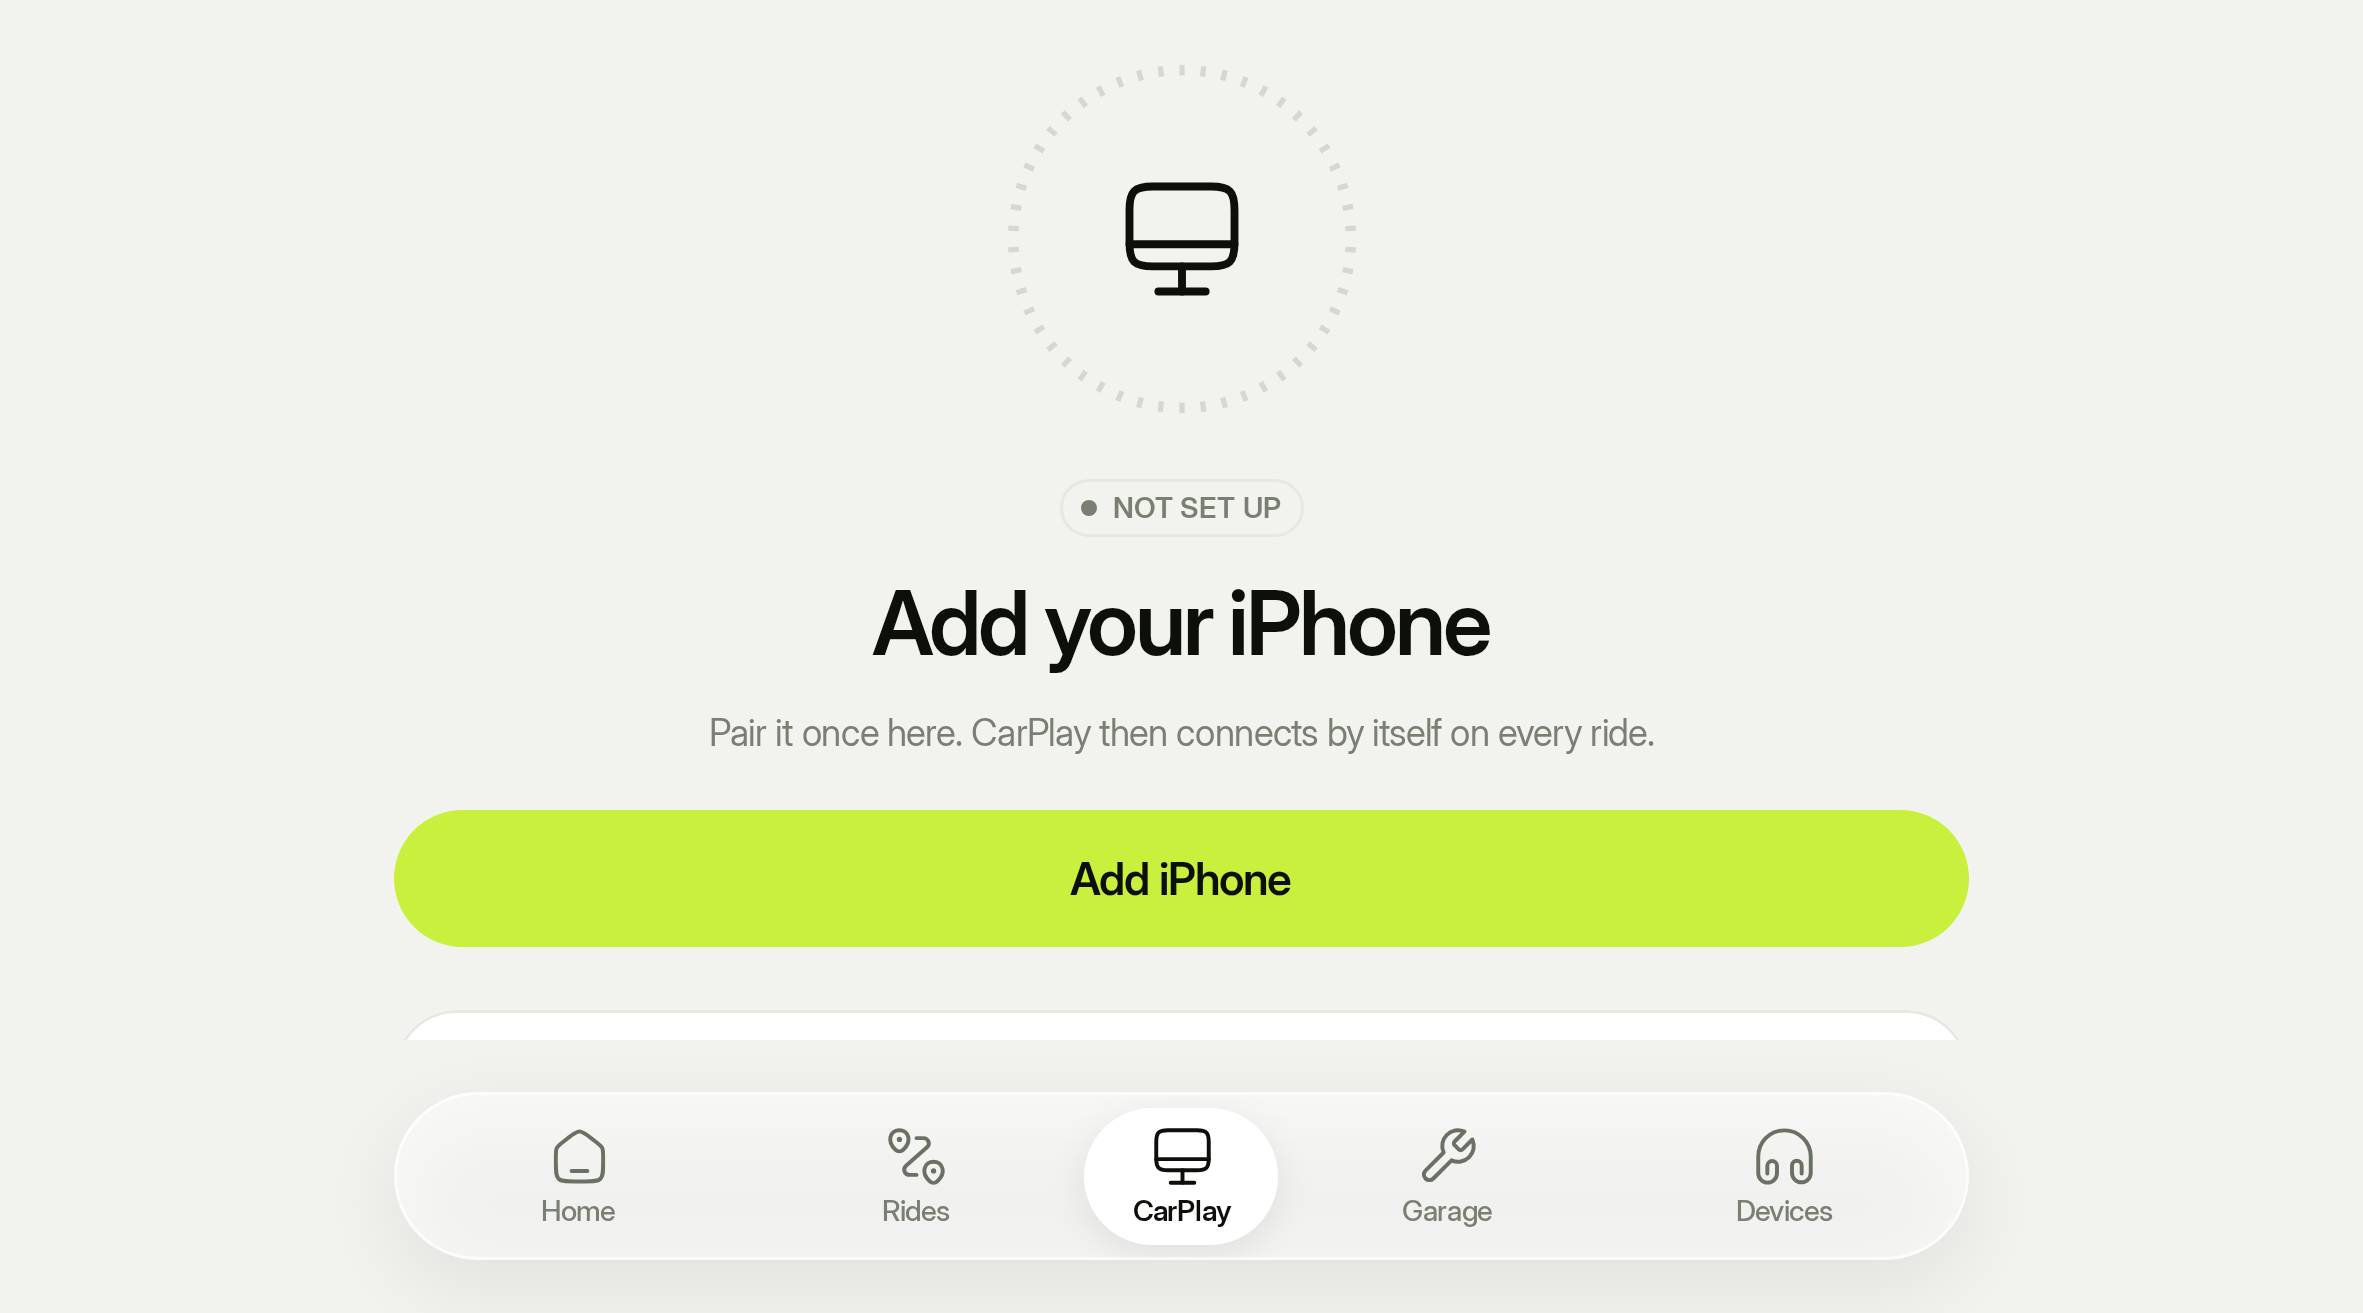 NOT SET UP
Add your iPhone
Pair it once here. CarPlay then connects by itself on every ride.
Add iPhone
Home
Rides
CarPlay
Garage
Devices